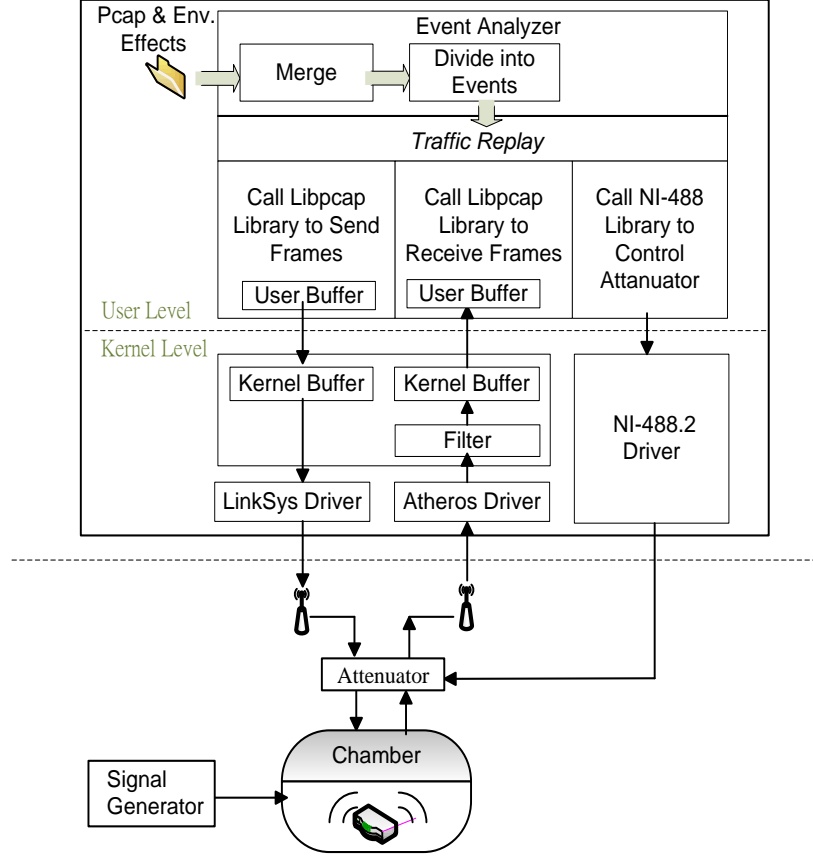 Pcap & Env.
Effects
Event Analyzer
Merge
Divide into
Events
Traffic Replay
Call Libpcap
Library to Send
Frames
User Buffer
Call Libpcap
Library to
Receive Frames
User Buffer
Call NI-488
Library to
Control
Attanuator
User Level
Kernel Level
Kernel Buffer
Kernel Buffer
Filter
NI-488.2
Driver
LinkSys Driver
Atheros Driver
Attenuator
Chamber
Signal
Generator